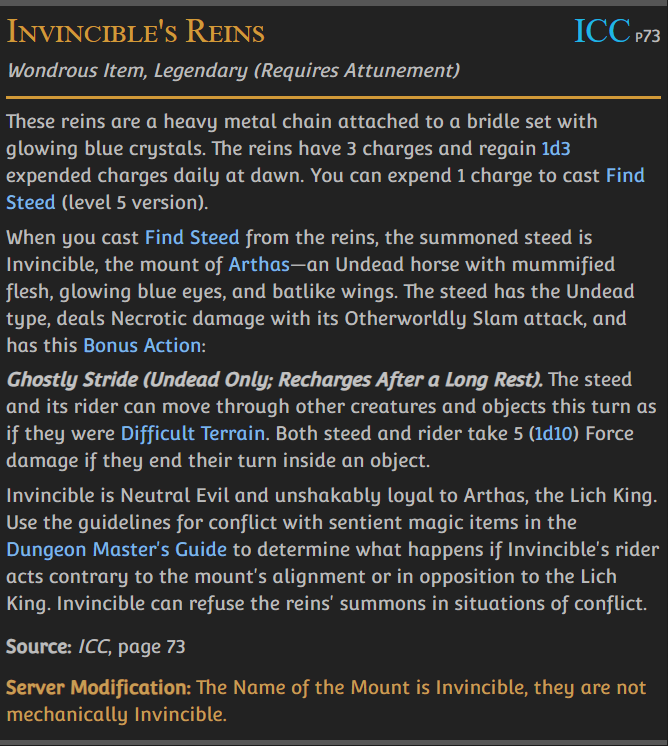 INVINCIBLE'S REINS ICC P73
Wondrous Item, Legendary (Requires Attunement)
These reins are a heavy metal chain attached to a bridle set with
glowing blue crystals. The reins have 3 charges and regain 1d3
expended charges daily at dawn. You can expend 1 charge to cast Find
Steed (level 5 version).
When you cast Find Steed from the reins, the summoned steed is
Invincible, the mount of Arthas—an Undead horse with mummified
flesh, glowing blue eyes, and batlike wings. The steed has the Undead
type, deals Necrotic damage with its Otherworldly Slam attack, and
has this Bonus Action:
Ghostly Stride (Undead Only; Recharges After a Long Rest). The steed
and its rider can move through other creatures and objects this turn as
if they were Difficult Terrain. Both steed and rider take 5 (1d10) Force
damage if they end their turn inside an object.
Invincible is Neutral Evil and unshakably loyal to Arthas, the Lich King.
Use the guidelines for conflict with sentient magic items in the
Dungeon Master's Guide to determine what happens if Invincible's rider
acts contrary to the mount's alignment or in opposition to the Lich
King. Invincible can refuse the reins' summons in situations of conflict.
Source: ICC, page 73
Server Modification: The Name of the Mount is Invincible, they are not
mechanically Invincible.